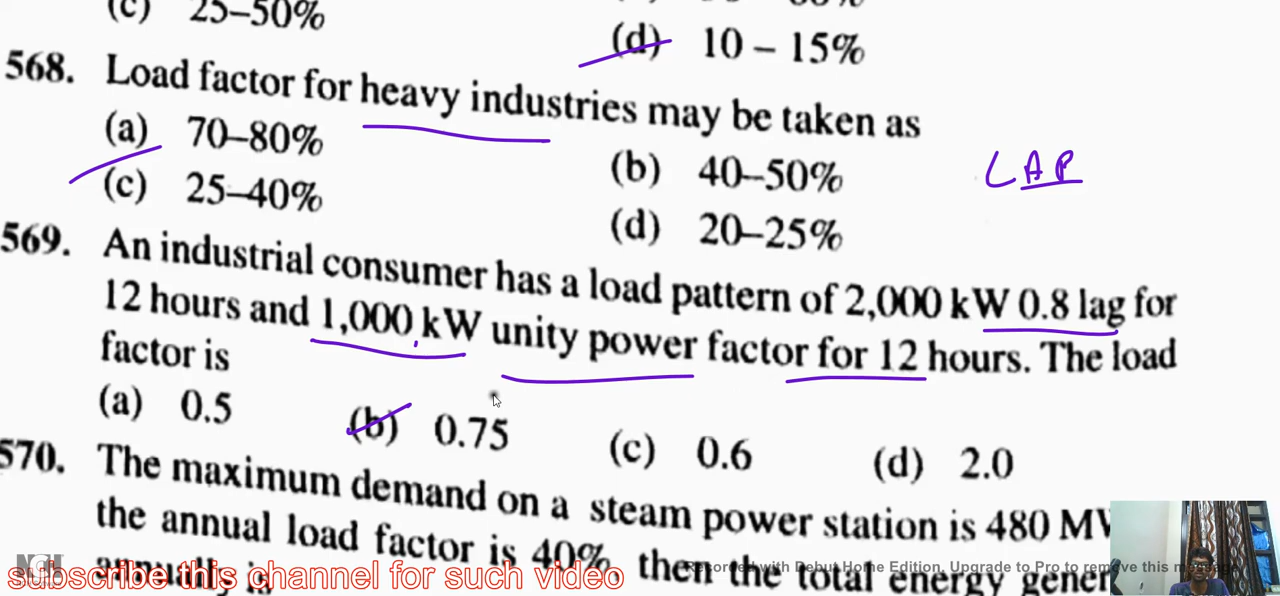 (c) 25–50%
(d) 10 – 15%
568. Load factor for heavy industries may be taken as
(a) 70–80%
(b) 40–50%
(c) 25–40%
(d) 20–25%
LAP
569. An industrial consumer has a load pattern of 2,000 kW 0.8 lag for
12 hours and 1,000 kW unity power factor for 12 hours. The load
factor is
(a) 0.5 (b) 0.75 (c) 0.6 (d) 2.0
570. The maximum demand on a steam power station is 480 MW
the annual load factor is 40% then the total energy gener
annually is
subscribe this channel for such video
Recorded with Debut Home Edition, Upgrade to Pro to remove this message